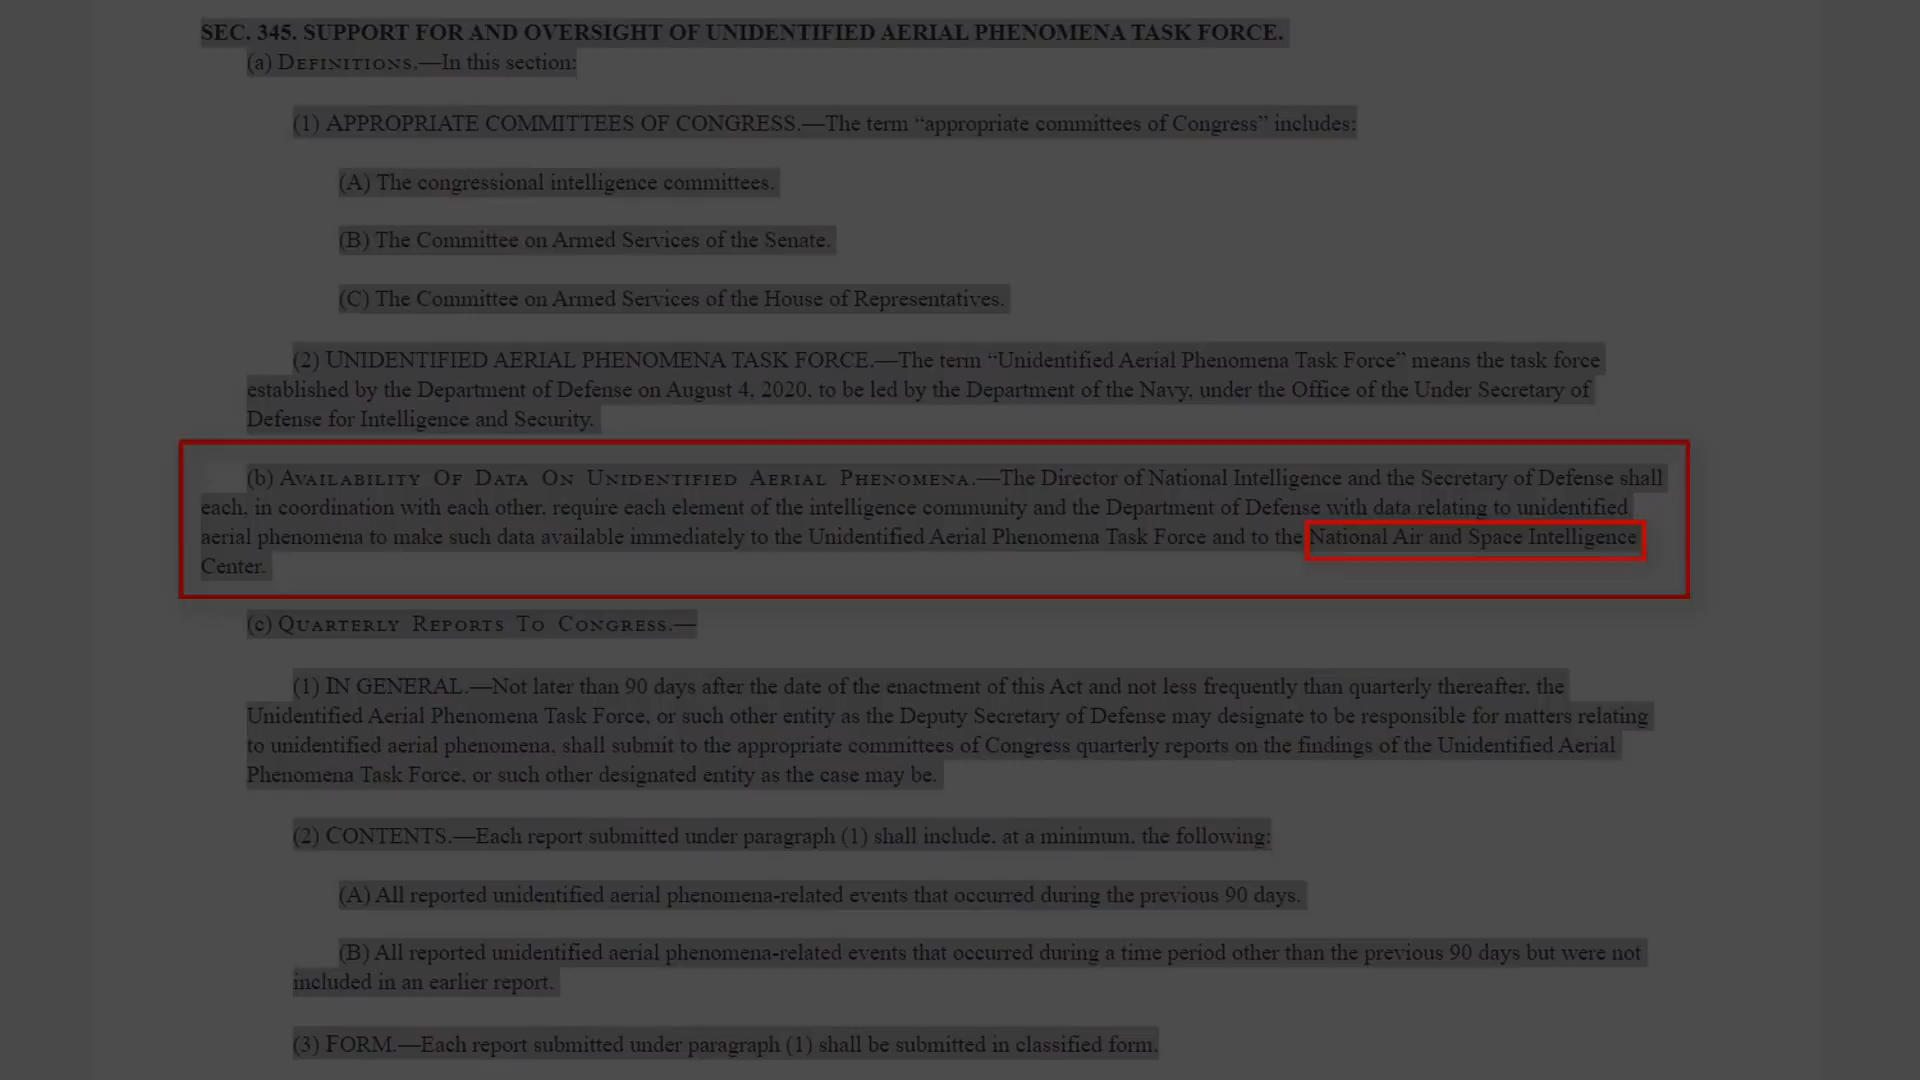 SEC. 345. SUPPORT FOR AND OVERSIGHT OF UNIDENTIFIED AERIAL PHENOMENA TASK FORCE.
(a) DEFINITIONS.—In this section:
(1) APPROPRIATE COMMITTEES OF CONGRESS.—The term “appropriate committees of Congress” includes:
(A) The congressional intelligence committees.
(B) The Committee on Armed Services of the Senate.
(C) The Committee on Armed Services of the House of Representatives.
(2) UNIDENTIFIED AERIAL PHENOMENA TASK FORCE.—The term “Unidentified Aerial Phenomena Task Force” means the task force
established by the Department of Defense on August 4, 2020, to be led by the Department of the Navy, under the Office of the Under Secretary of
Defense for Intelligence and Security.
(b) AVAILABILITY OF DATA ON UNIDENTIFIED AERIAL PHENOMENA.—The Director of National Intelligence and the Secretary of Defense shall
each, in coordination with each other, require each element of the intelligence community and the Department of Defense with data relating to unidentified
aerial phenomena to make such data available immediately to the Unidentified Aerial Phenomena Task Force and to the National Air and Space Intelligence
Center.
(c) QUARTERLY REPORTS TO CONGRESS.—
(1) IN GENERAL.—Not later than 90 days after the date of the enactment of this Act and not less frequently than quarterly thereafter, the
Unidentified Aerial Phenomena Task Force, or such other entity as the Deputy Secretary of Defense may designate to be responsible for matters relating
to unidentified aerial phenomena, shall submit to the appropriate committees of Congress quarterly reports on the findings of the Unidentified Aerial
Phenomena Task Force, or such other designated entity as the case may be.
(2) CONTENTS.—Each report submitted under paragraph (1) shall include, at a minimum, the following:
(A) All reported unidentified aerial phenomena-related events that occurred during the previous 90 days.
(B) All reported unidentified aerial phenomena-related events that occurred during a time period other than the previous 90 days but were not
included in an earlier report.
(3) FORM.—Each report submitted under paragraph (1) shall be submitted in classified form.